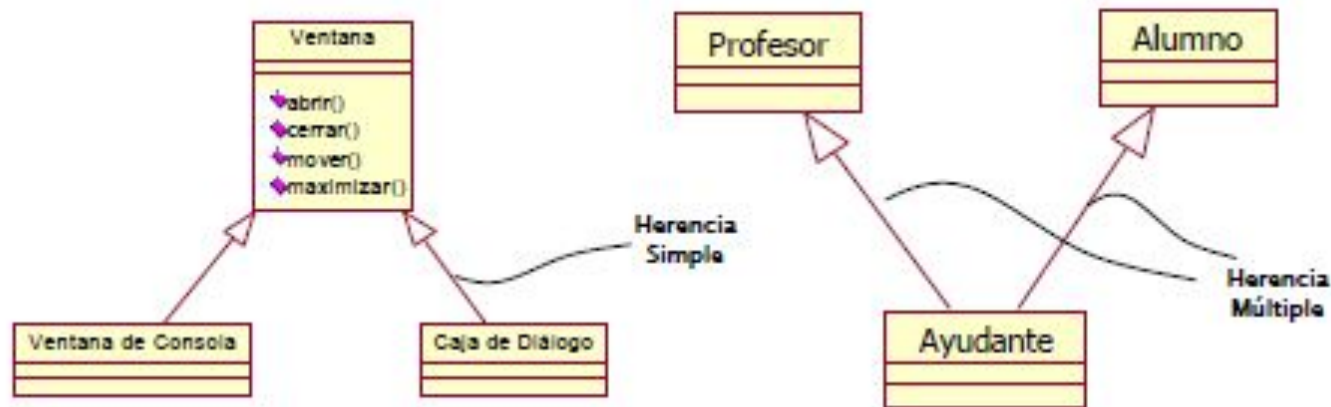 Ventana
abrir()
cerrar()
mover()
maximizar()
Ventana de Consola
Caja de Diálogo
Herencia
Simple
Profesor
Alumno
Ayudante
Herencia
Múltiple